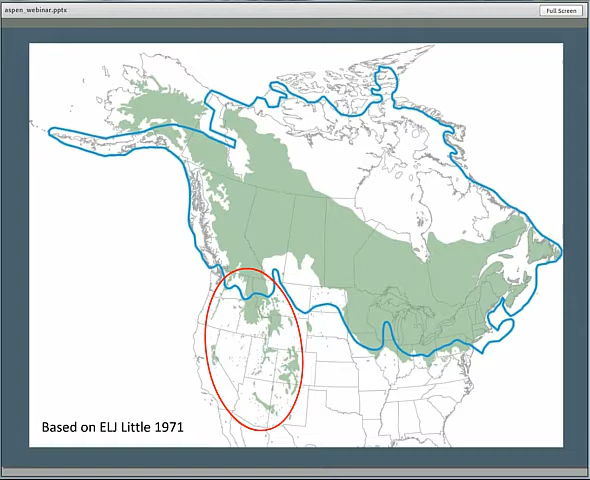 aspen_webinar.pptx
Full Screen
Based on ELJ Little 1971